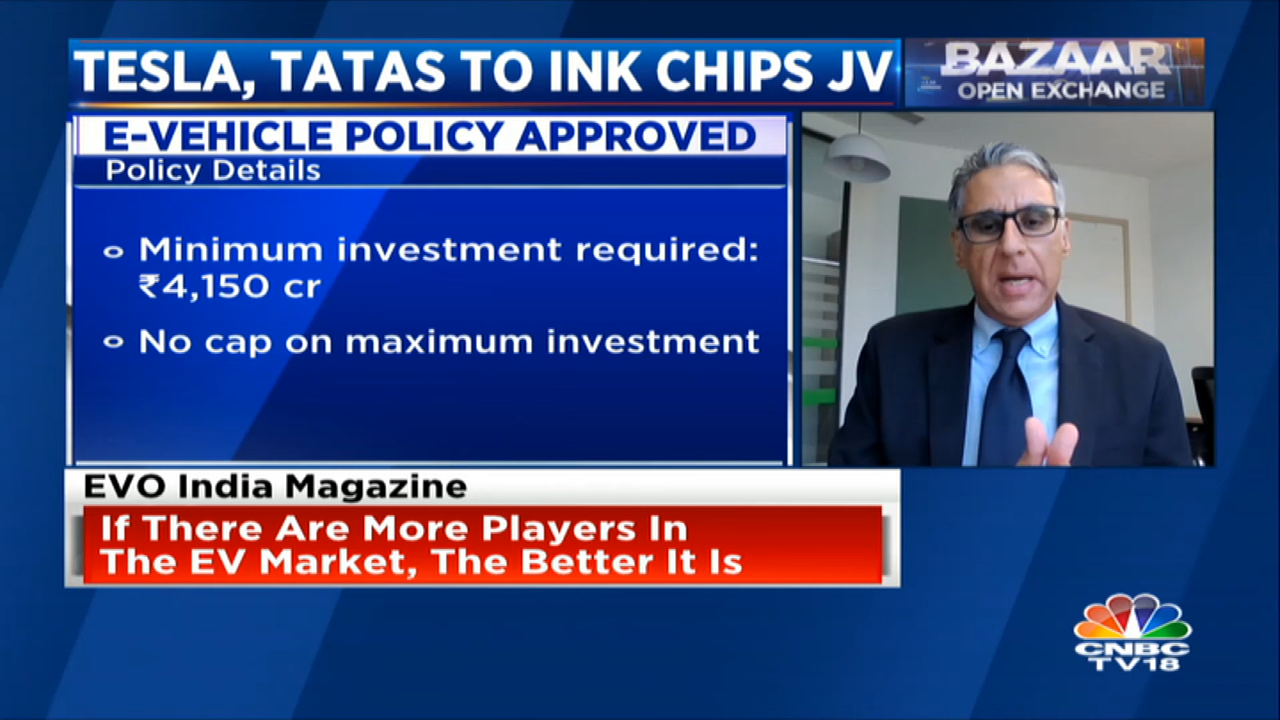 TESLA, TATAS TO INK CHIPS JV
BAZAAR
OPEN EXCHANGE
E-VEHICLE POLICY APPROVED
Policy Details
Minimum investment required:
₹4,150 cr
No cap on maximum investment
EVO India Magazine
If There Are More Players In
The EV Market, The Better It Is
CNBC
TV18